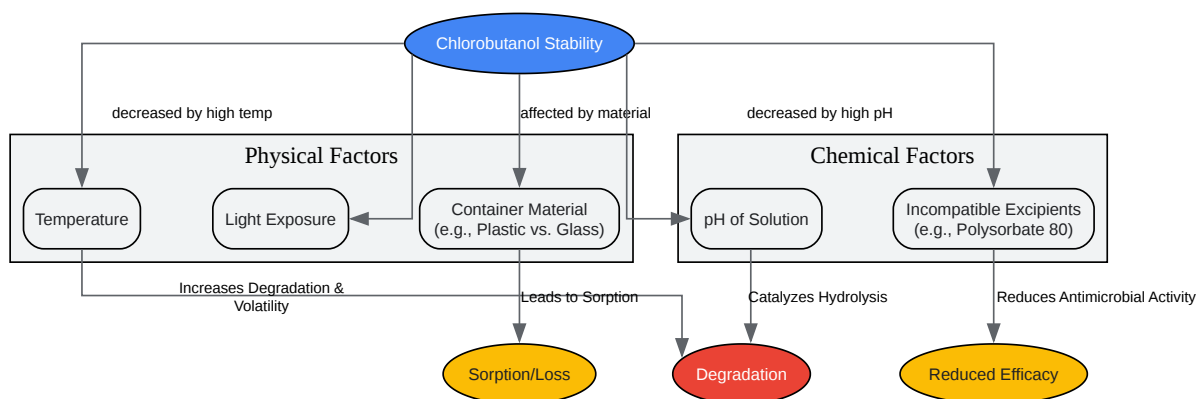 Chlorobutanol Stability
decreased by high temp
affected by material
decreased by high pH
Physical Factors
Chemical Factors
Temperature
Light Exposure
Container Material
(e.g., Plastic vs. Glass)
pH of Solution
Incompatible Excipients
(e.g., Polysorbate 80)
Increases Degradation &
Volatility
Leads to Sorption
Catalyzes Hydrolysis
Reduces Antimicrobial Activity
Sorption/Loss
Degradation
Reduced Efficacy